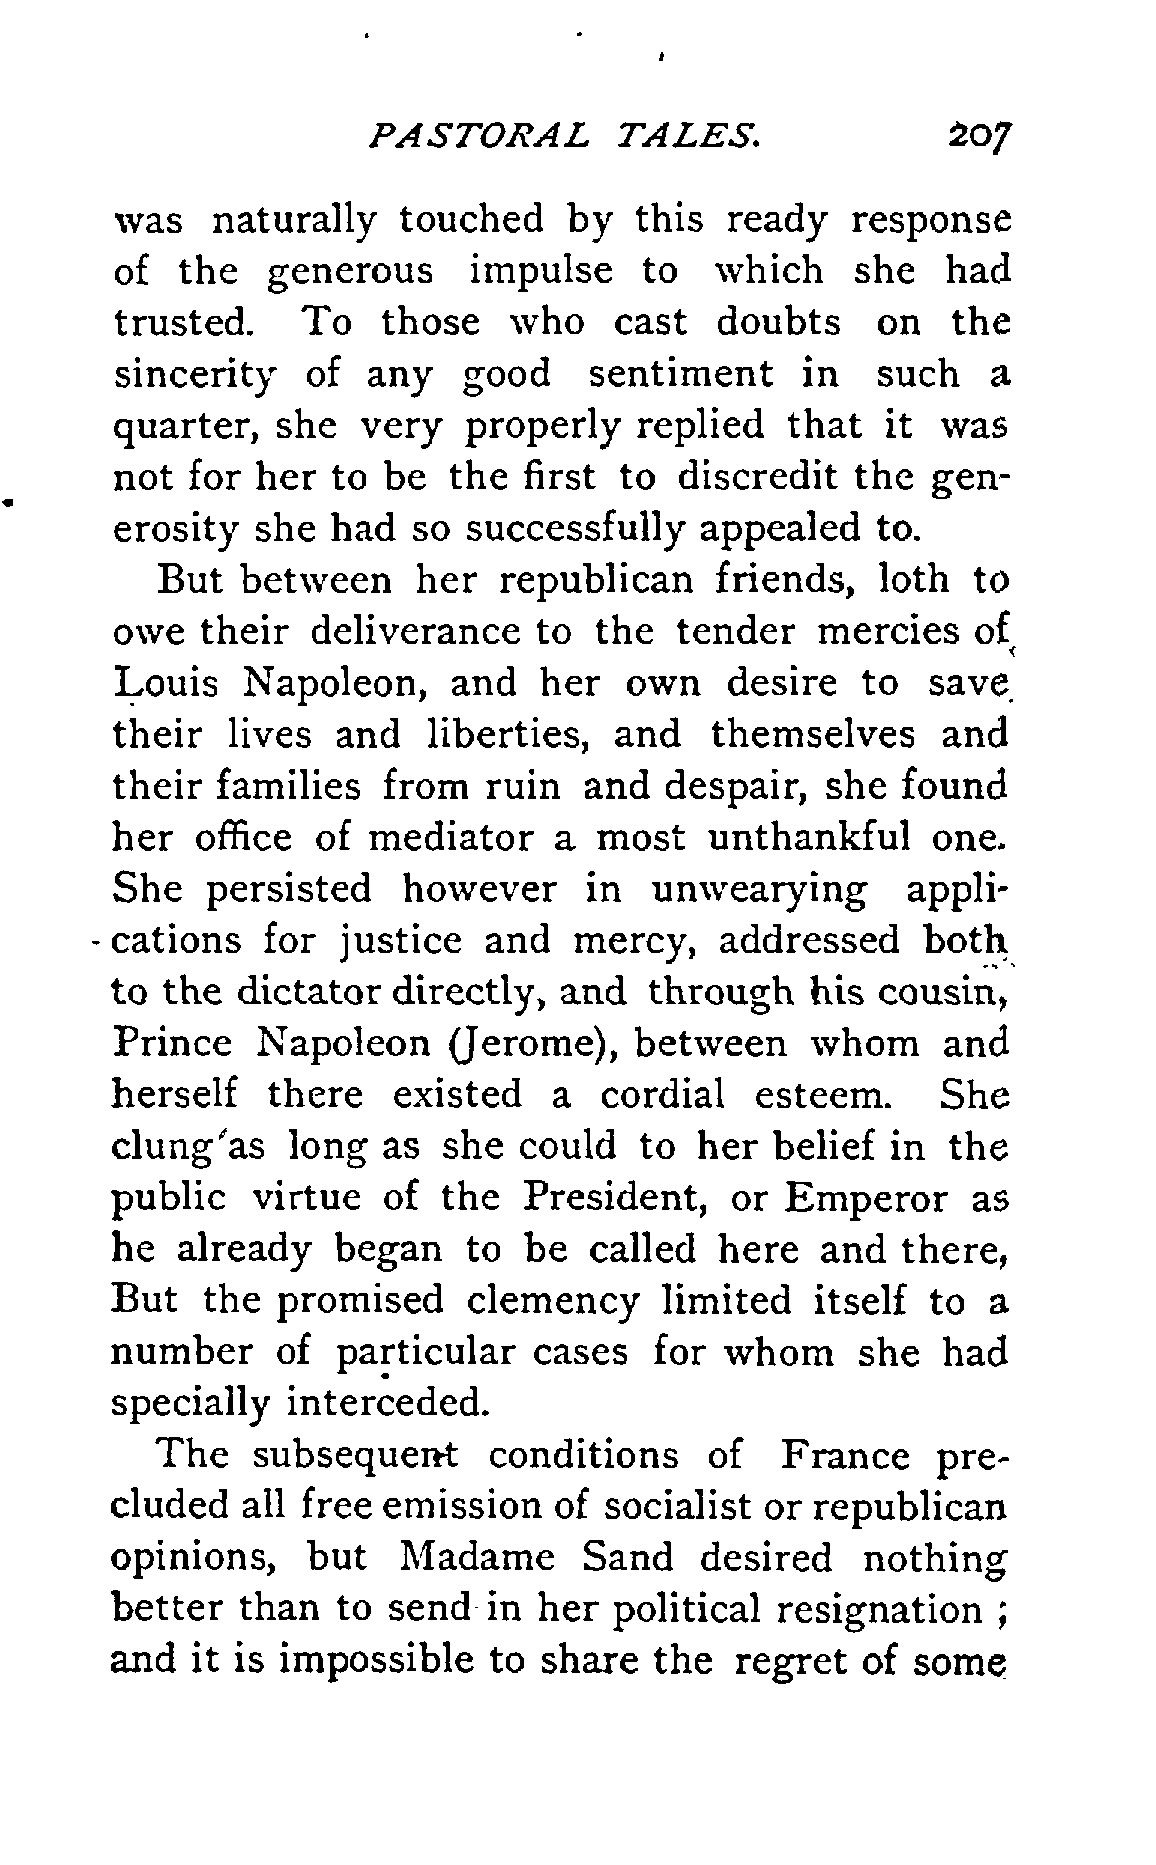 PASTORAL TALES. 207
was naturally touched by this ready response
of the generous impulse to which she had
trusted. To those who cast doubts on the
sincerity of any good sentiment in such a
quarter, she very properly replied that it was
not for her to be the first to discredit the gen-
erosity she had so successfully appealed to.
But between her republican friends, loth to
owe their deliverance to the tender mercies of
Louis Napoleon, and her own desire to save
their lives and liberties, and themselves and
their families from ruin and despair, she found
her office of mediator a most unthankful one.
She persisted however in unwearying appli-
cations for justice and mercy, addressed both
to the dictator directly, and through his cousin,
Prince Napoleon (Jerome), between whom and
herself there existed a cordial esteem. She
clung as long as she could to her belief in the
public virtue of the President, or Emperor as
he already began to be called here and there,
But the promised clemency limited itself to a
number of particular cases for whom she had
specially interceded.
The subsequent conditions of France pre-
cluded all free emission of socialist or republican
opinions, but Madame Sand desired nothing
better than to send in her political resignation ;
and it is impossible to share the regret of some